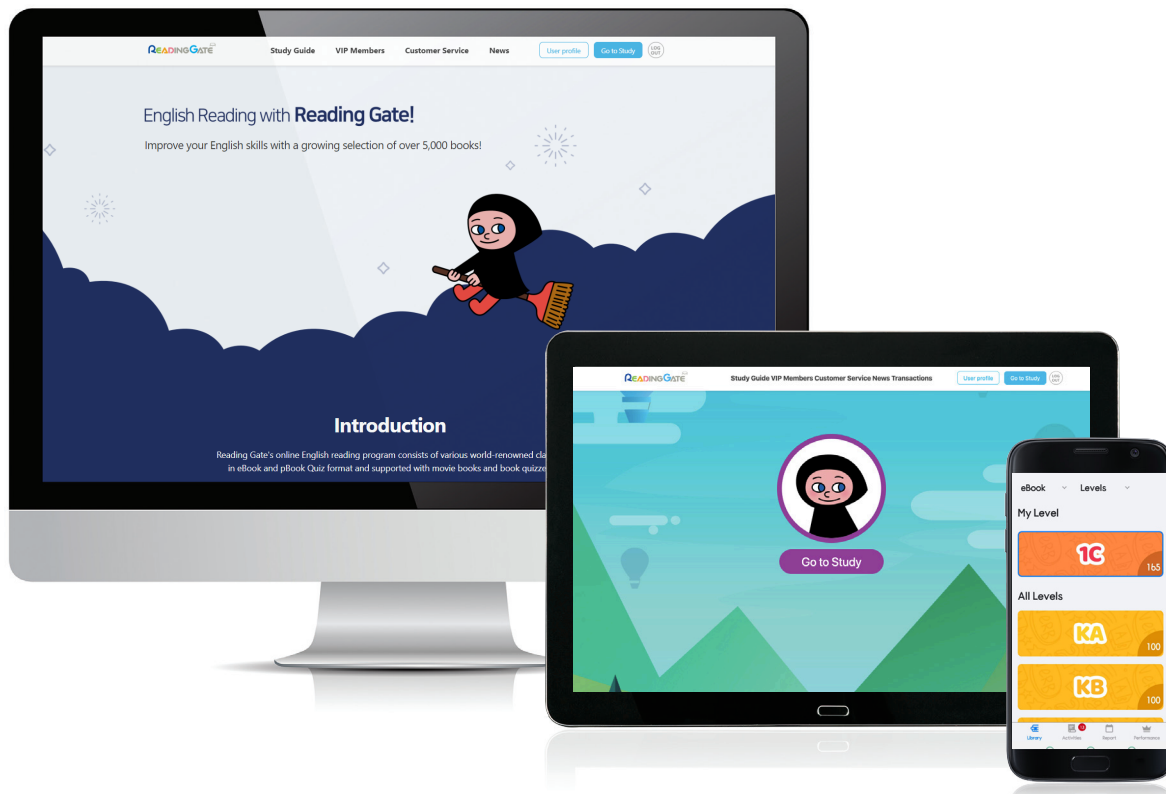 READINGGATE
Study Guide VIP Members Customer Service News User profile Go to Study LOG OUT
English Reading with Reading Gate!
Improve your English skills with a growing selection of over 5,000 books!
Introduction
Reading Gate's online English reading program consists of various world-renowned cla
in eBook and pBook Quiz format and supported with movie books and book quizze
READINGGATE
Study Guide VIP Members Customer Service News Transactions User profile Go to Study LOG OUT
Go to Study
eBook Levels
My Level
1C
165
All Levels
KA
100
KB
100
Library Activities Report Performance